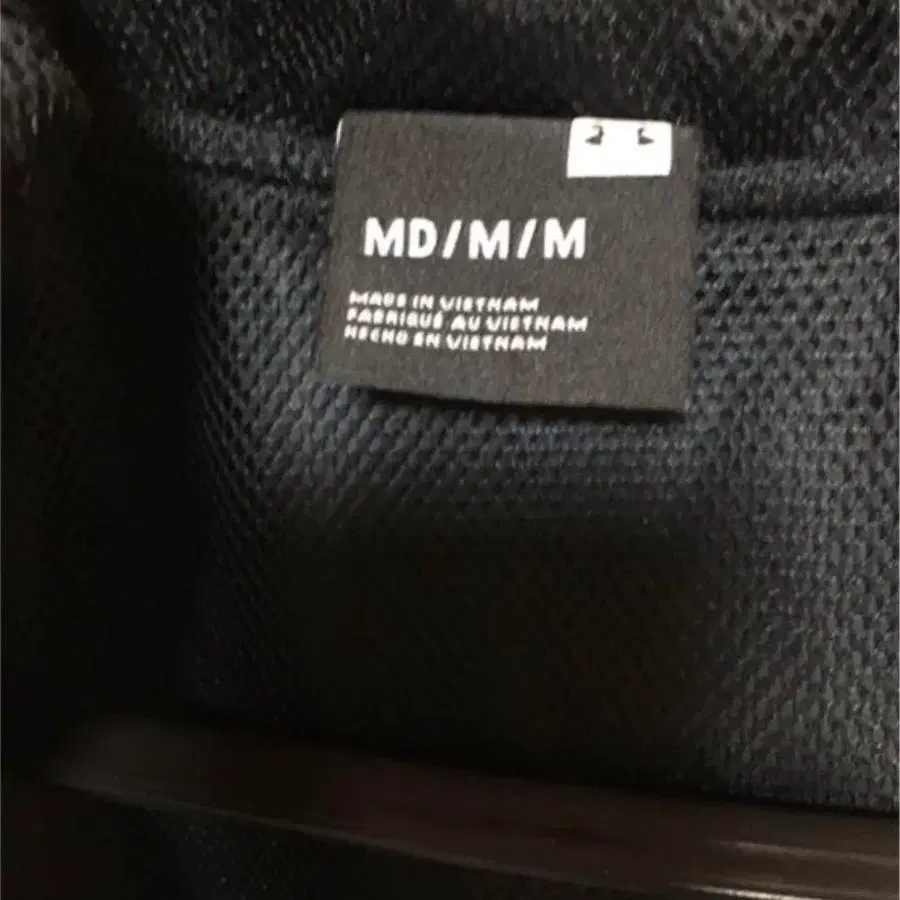 MD/M/M
MADE IN VIETNAM
FABRIQUÉ AU VIETNAM
HECHO EN VIETNAM